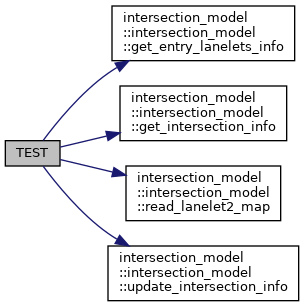 TEST
intersection_model
::intersection_model
::get_entry_lanelets_info
intersection_model
::intersection_model
::get_intersection_info
intersection_model
::intersection_model
::read_lanelet2_map
intersection_model
::intersection_model
::update_intersection_info